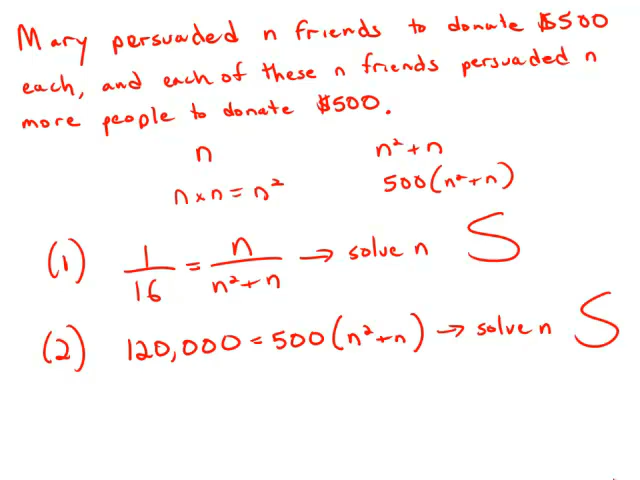 Mary persuaded n friends to donate $500
each, and each of these n friends persuaded n
more people to donate $500.
n n²+n
n×n=n² 500(n²+n)
(1) 1/16 = n/(n²+n) → solve n S
(2) 120,000 = 500(n²+n) → solve n S